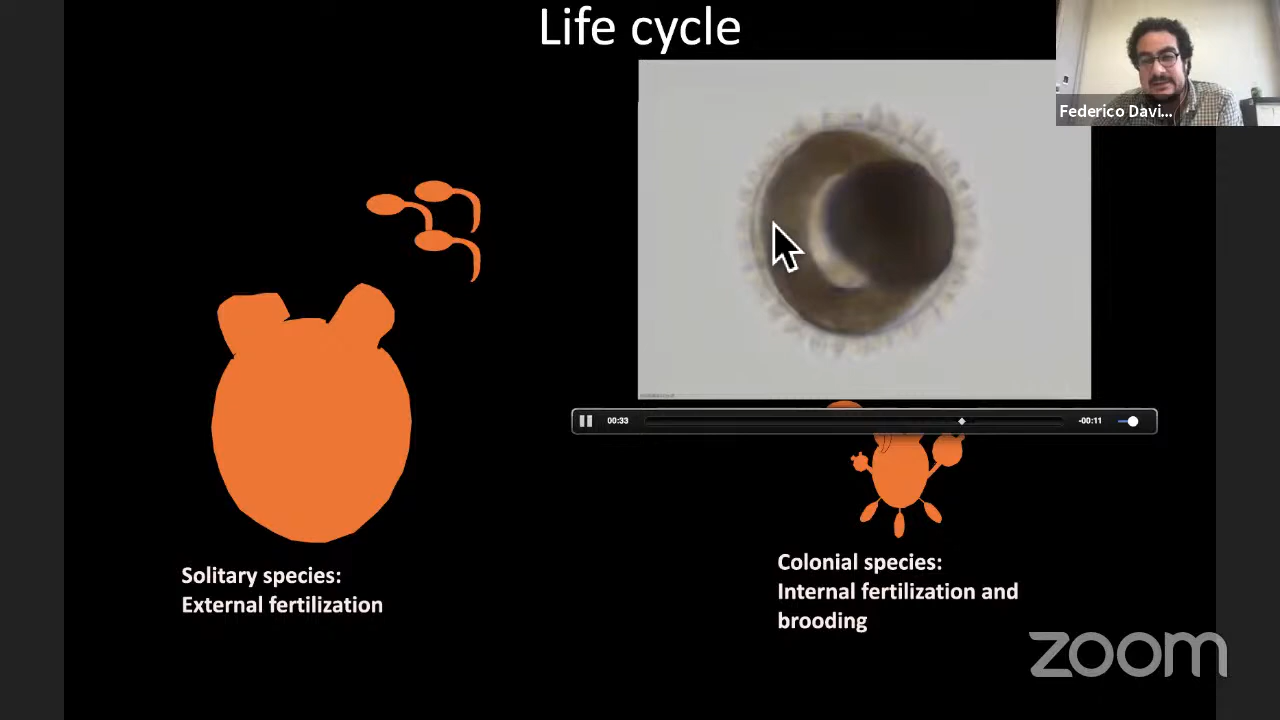 Life cycle
Federico Davi...
00:33
-00:11
Solitary species:
External fertilization
Colonial species:
Internal fertilization and
brooding
zoom